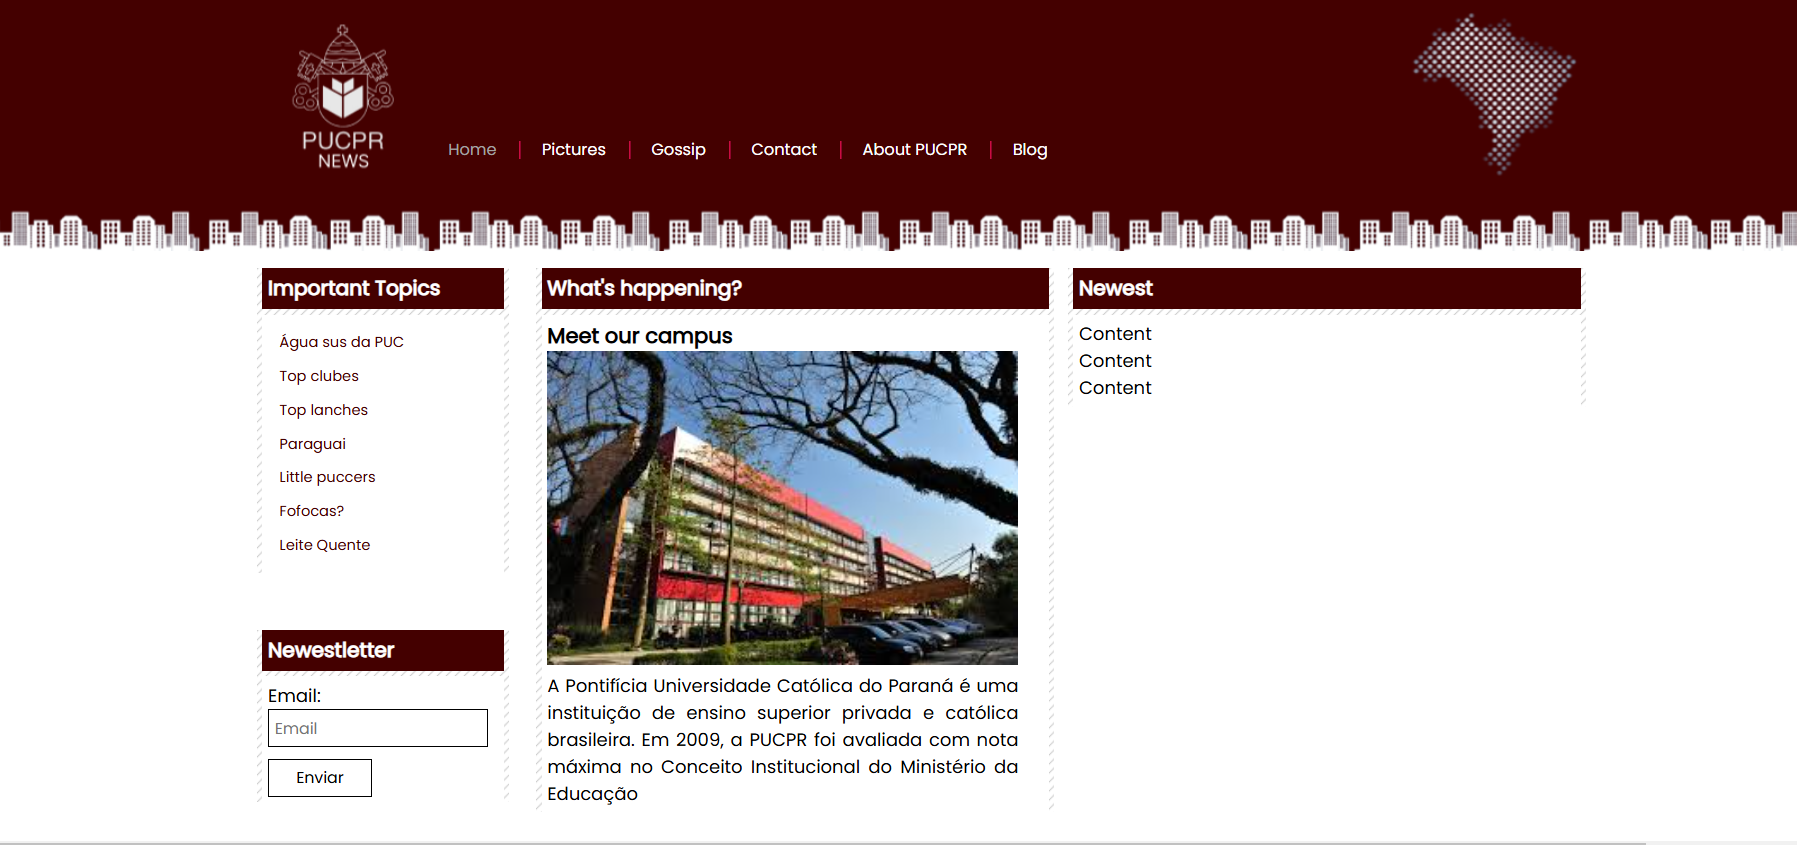 PUCPR
NEWS
Home
Pictures
Gossip
Contact
About PUCPR
Blog
Important Topics
Água sus da PUC
Top clubes
Top lanches
Paraguai
Little puccers
Fofocas?
Leite Quente
Newestletter
Email:
Email
Enviar
What's happening?
Meet our campus
A Pontifícia Universidade Católica do Paraná é uma
instituição de ensino superior privada e católica
brasileira. Em 2009, a PUCPR foi avaliada com nota
máxima no Conceito Institucional do Ministério da
Educação
Newest
Content
Content
Content